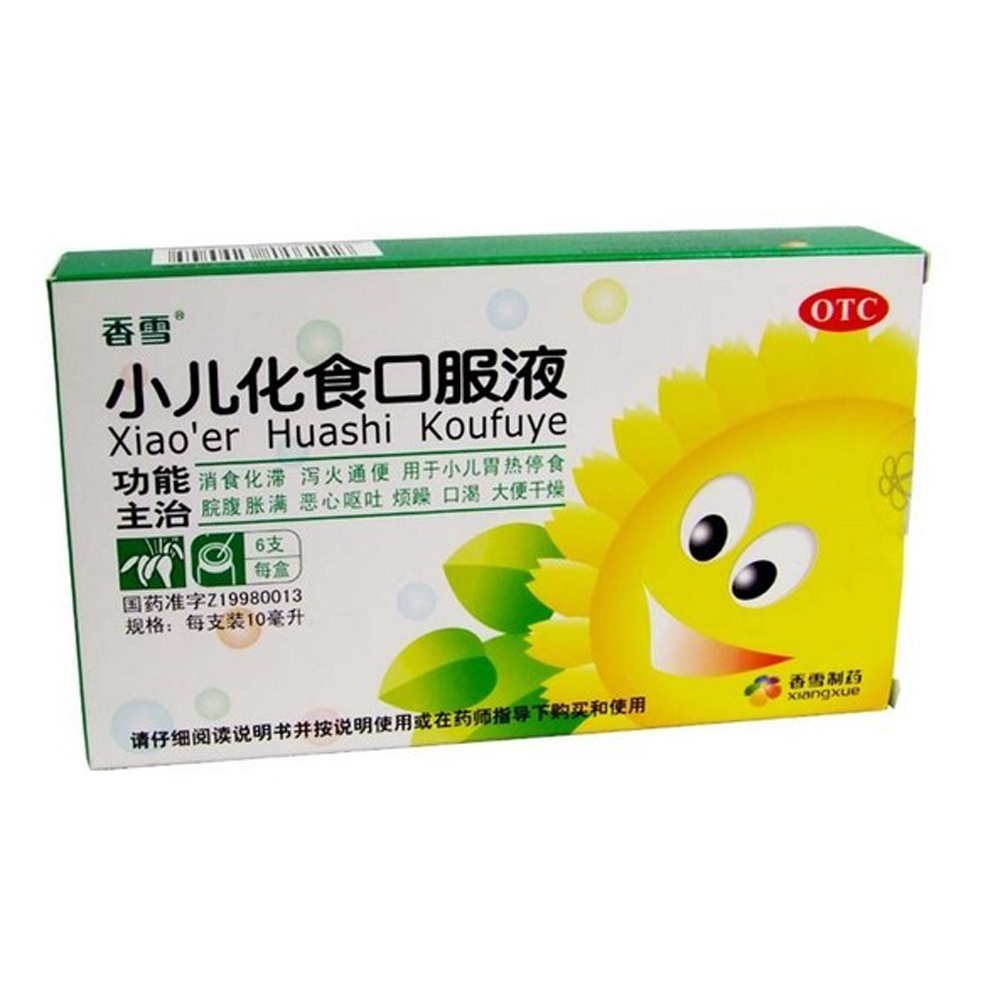 香雪®
OTC
小儿化食口服液
Xiao'er Huashi Koufuye
功能主治
消食化滞 泻火通便 用于小儿胃热停食
脘腹胀满 恶心呕吐 烦躁 口渴 大便干燥
6支
每盒
国药准字Z19980013
规格：每支装10毫升
香雪制药
xiangxue
请仔细阅读说明书并按说明使用或在药师指导下购买和使用